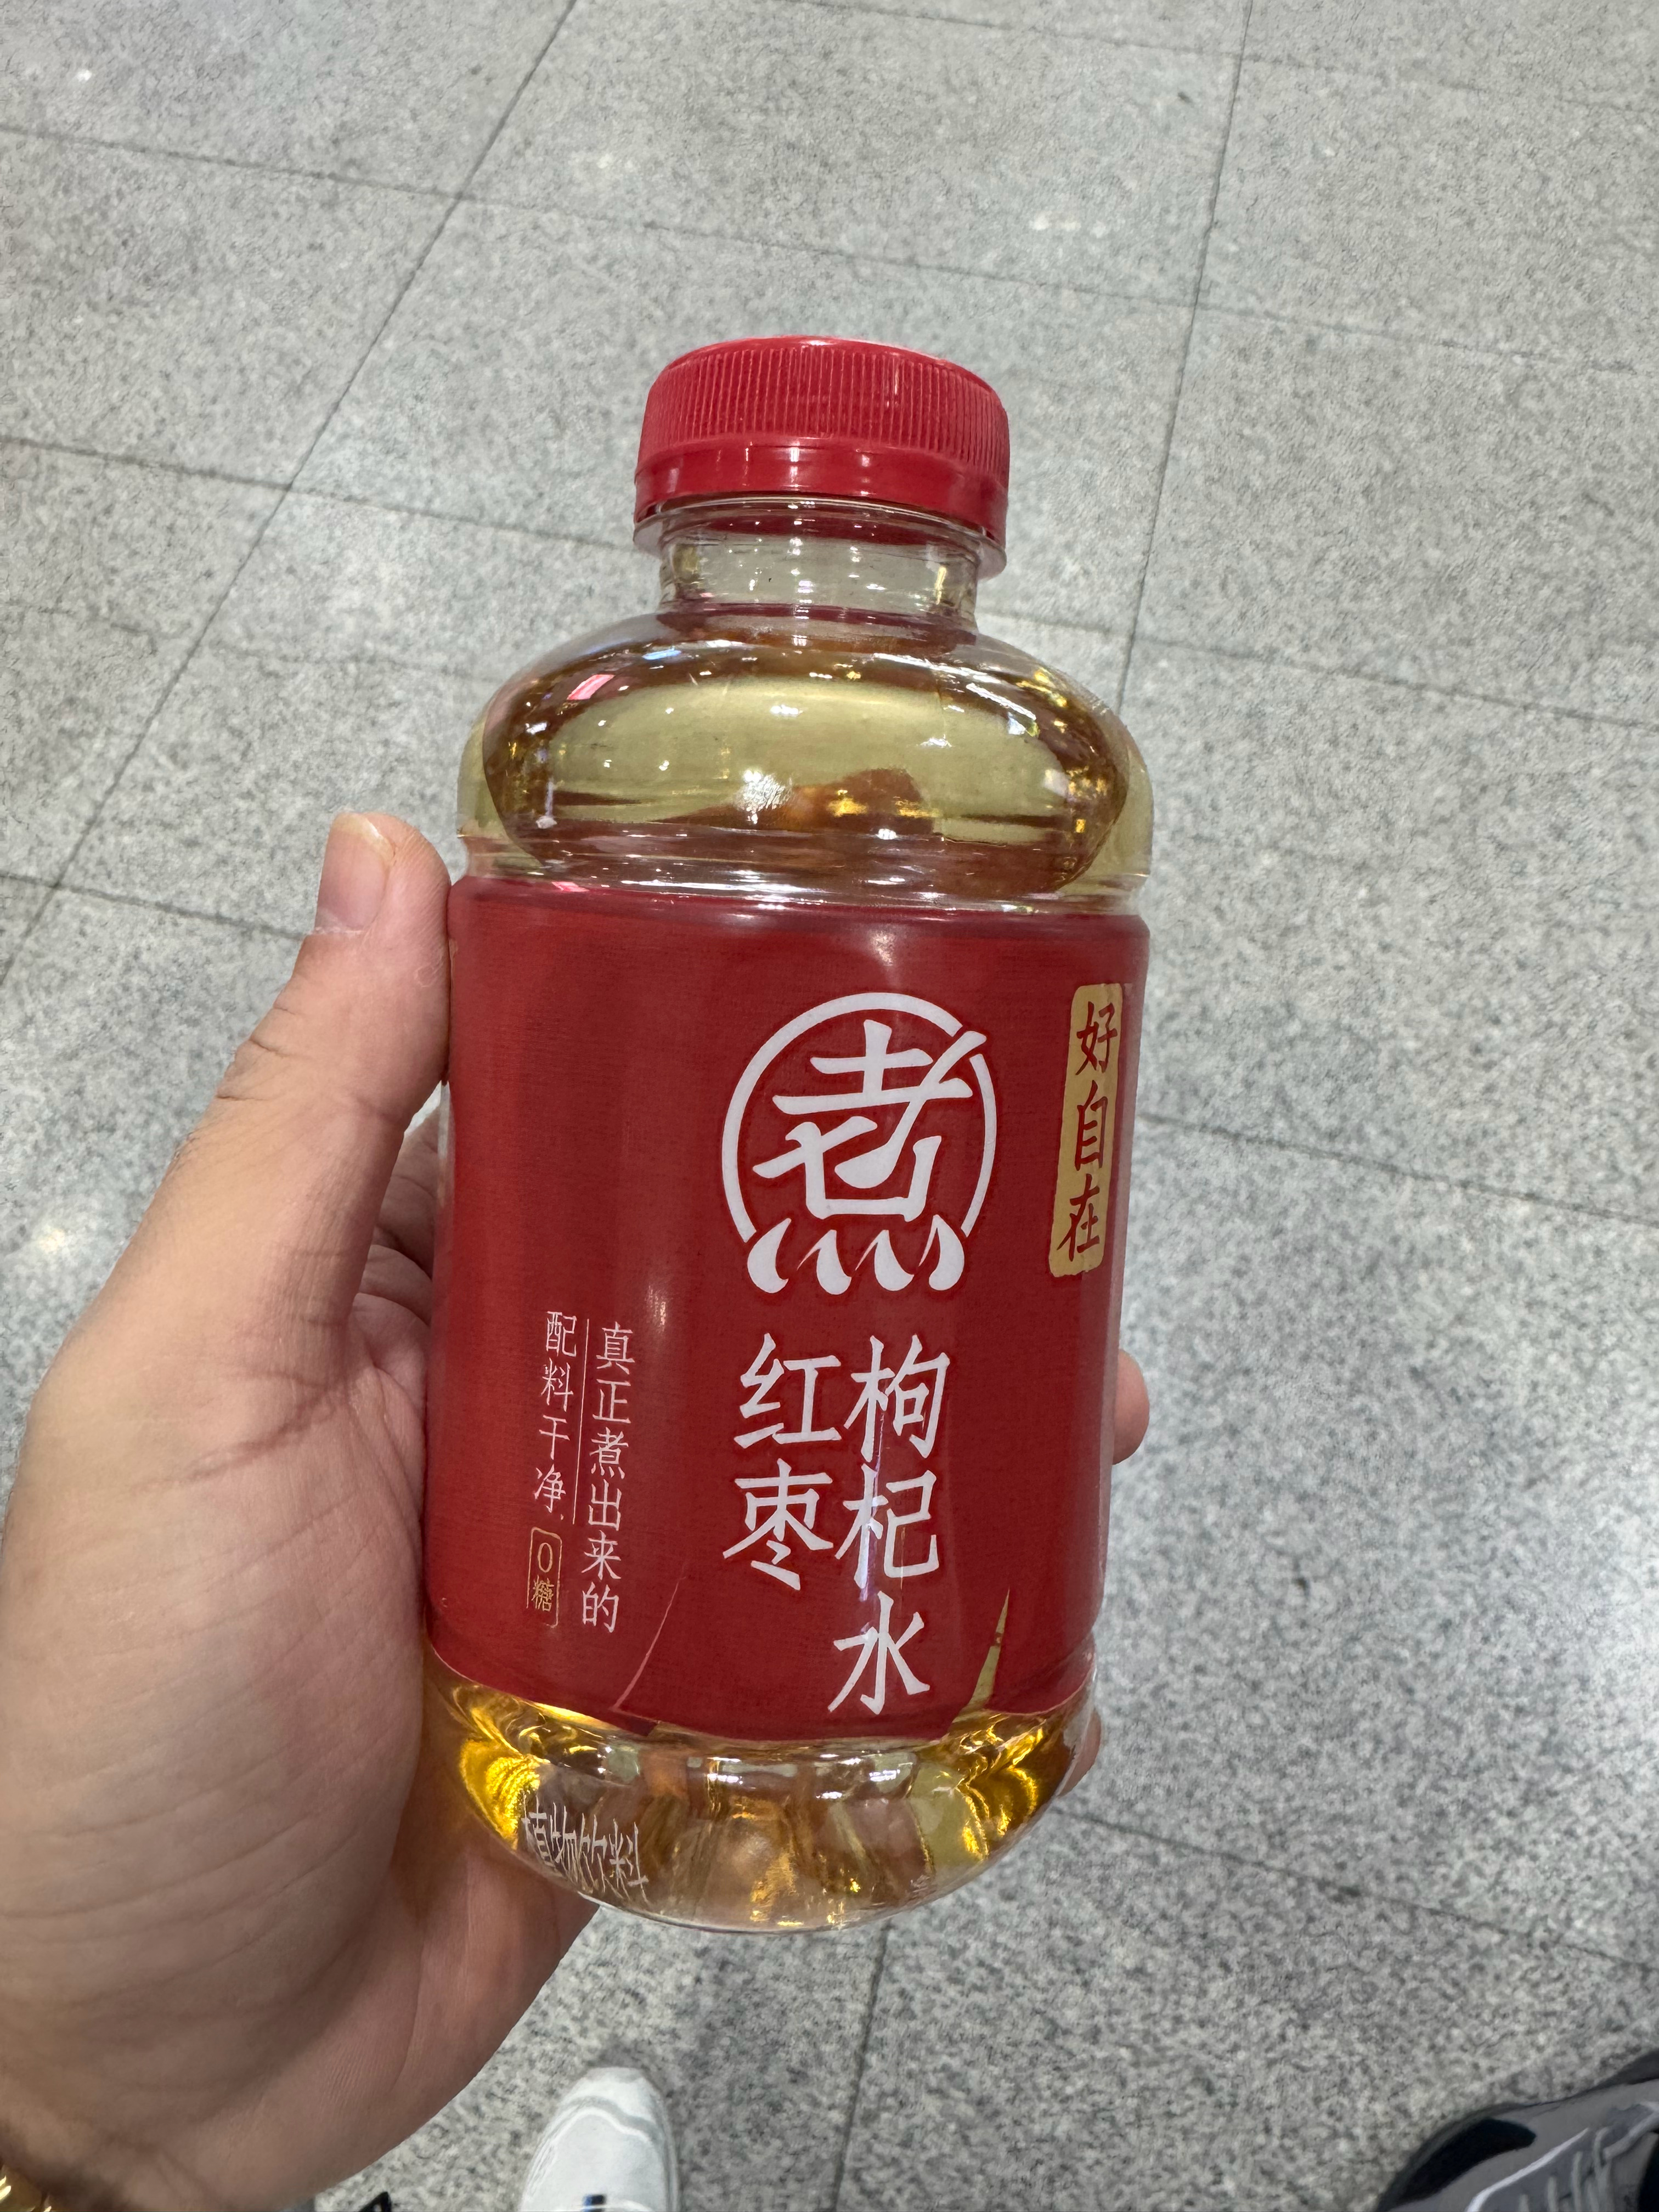 好自在
煮
枸杞水
红枣
真正煮出来的
配料干净.
0糖
植物饮料